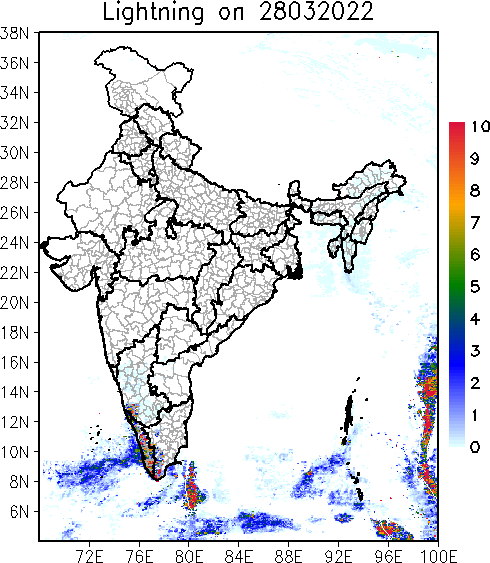 Lightning on 28032022
38N
36N
34N
32N
30N
28N
26N
24N
22N
20N
18N
16N
14N
12N
10N
8N
6N
72E 76E 80E 84E 88E 92E 96E 100E
10
9
8
7
6
5
4
3
2
1
0